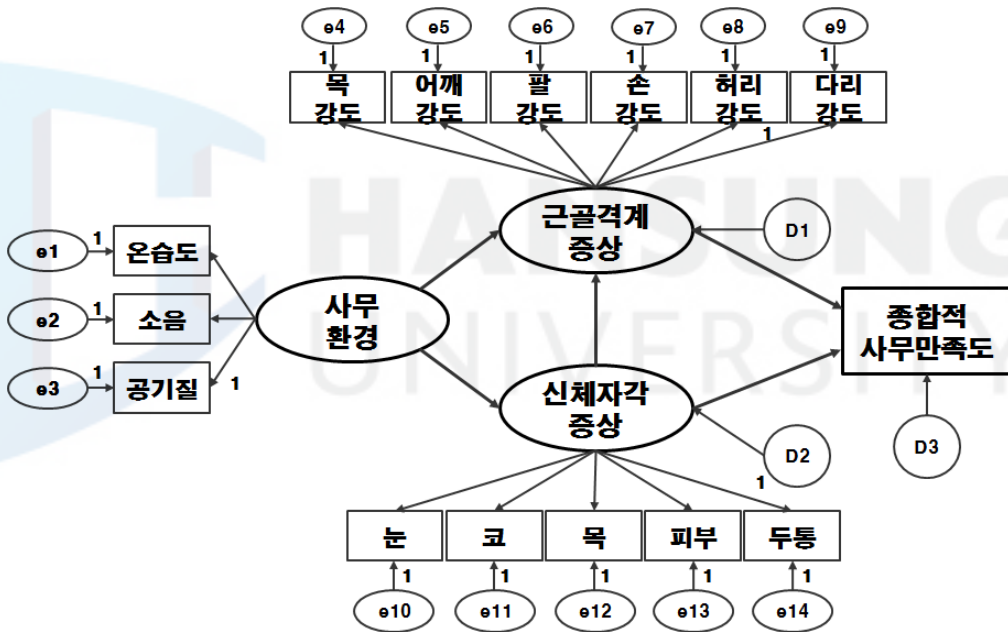 e4 e5 e6 e7 e8 e9
1 1 1 1 1 1
목 어깨 팔 손 허리 다리
강도 강도 강도 강도 강도 강도
1
HANSUNG
UNIVERSITY
근골격계
증상
D1
e1 1 온습도
e2 1 소음
e3 1 공기질 1
사무
환경
종합적
사무만족도
신체자각
증상
D2
D3
1
눈 코 목 피부 두통
1 1 1 1 1
e10 e11 e12 e13 e14